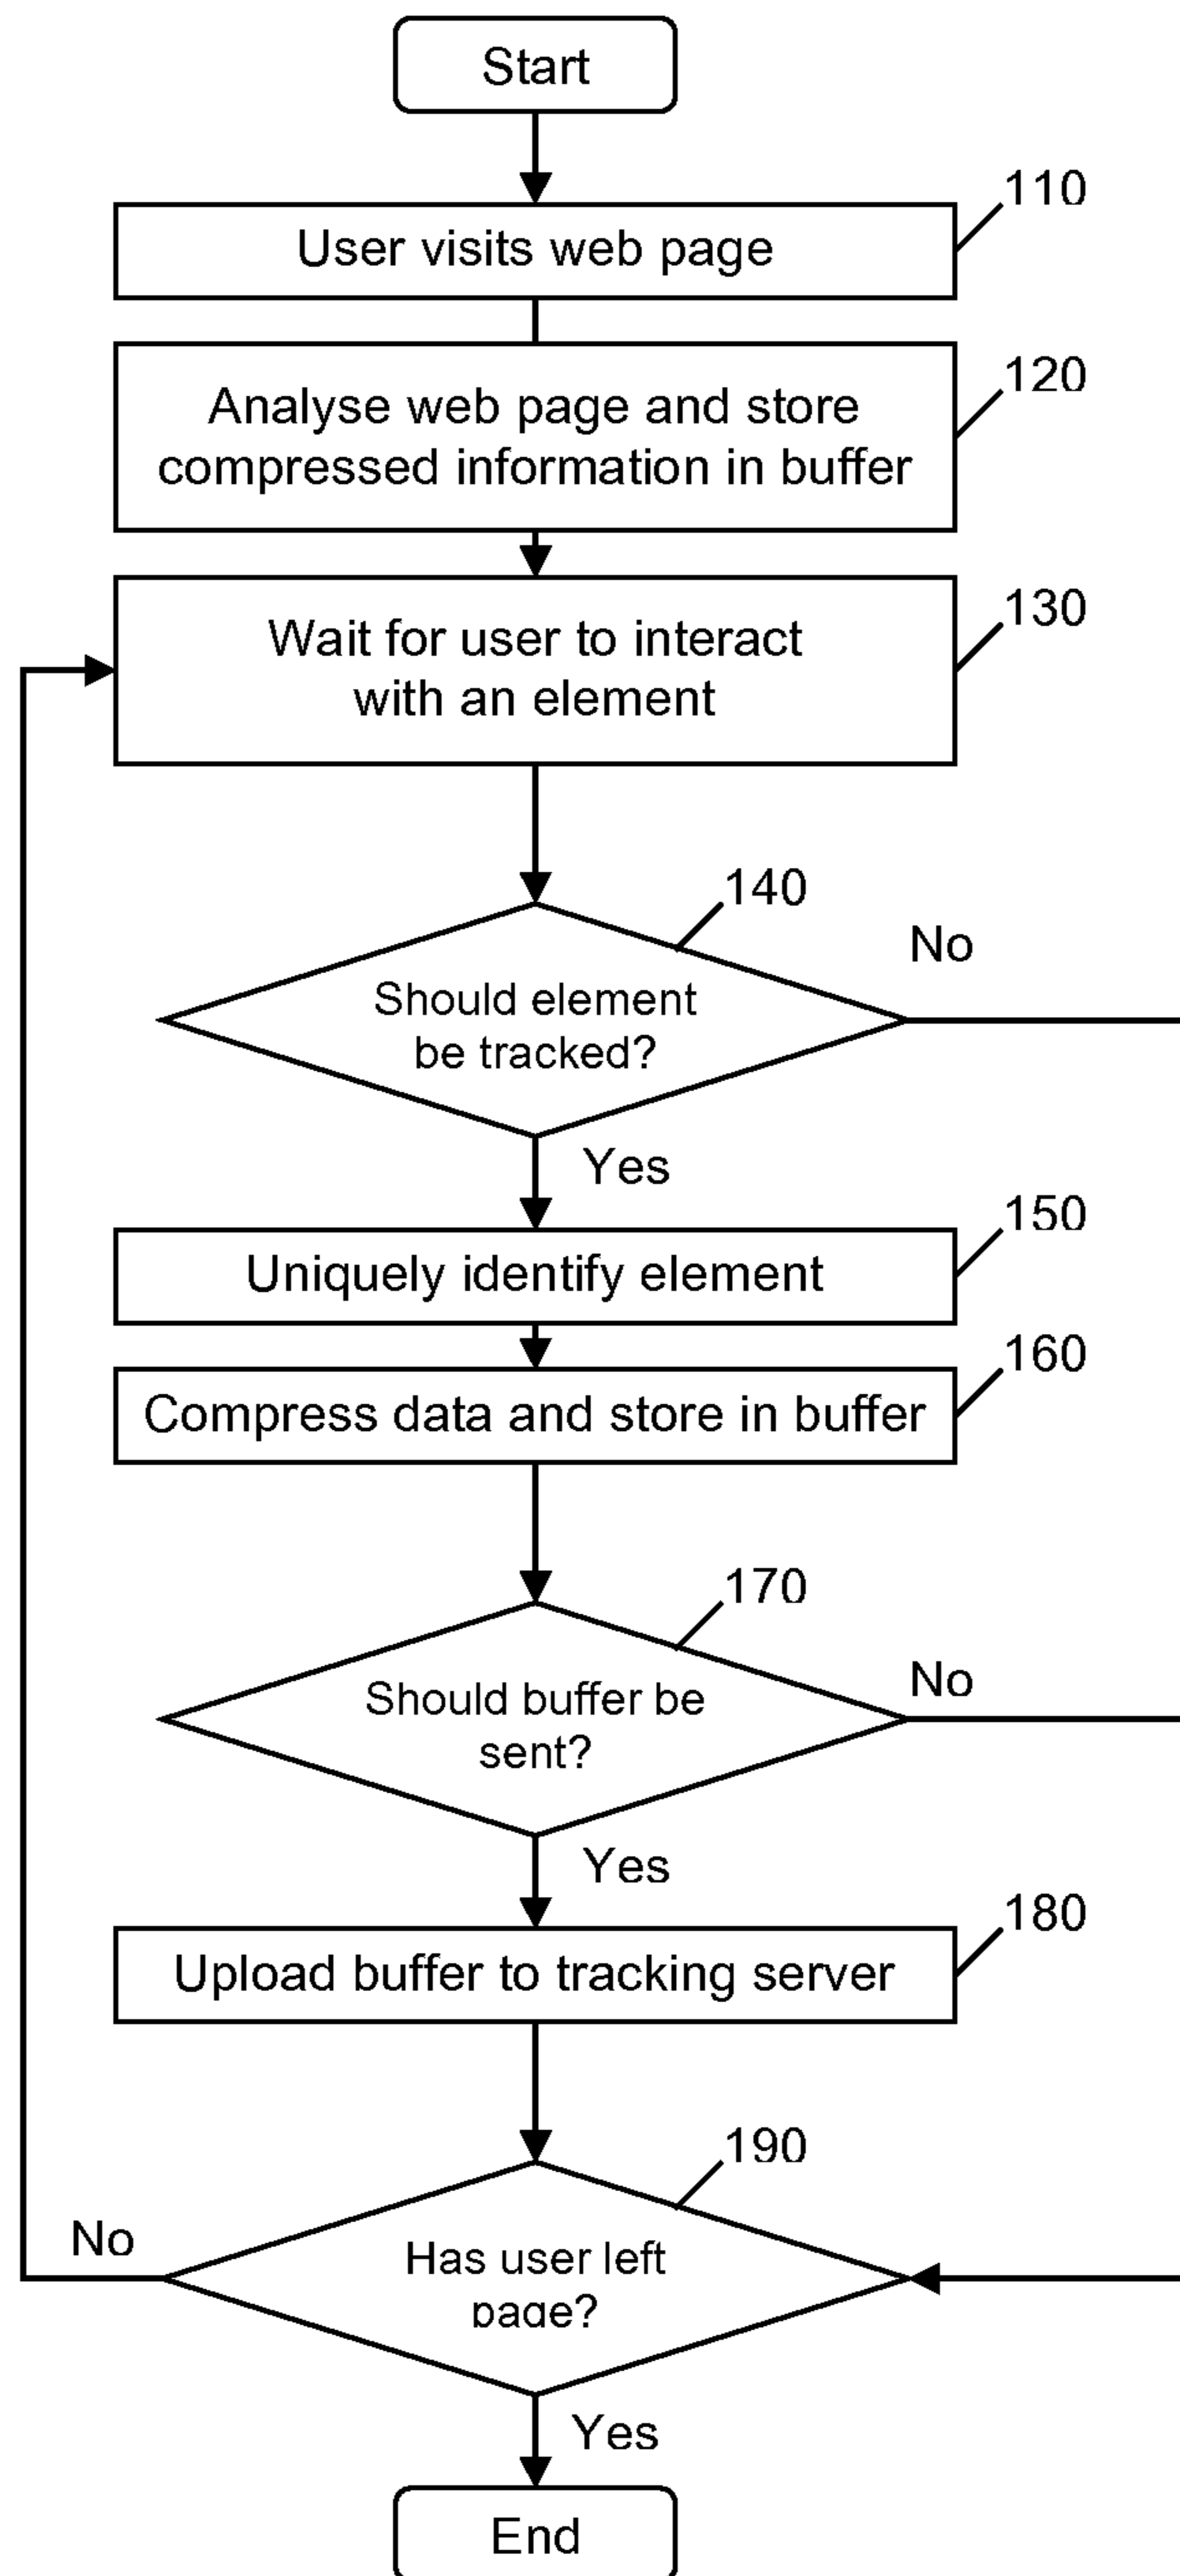 Start
110
User visits web page
120
Analyse web page and store
compressed information in buffer
130
Wait for user to interact
with an element
140
No
Should element
be tracked?
Yes
150
Uniquely identify element
160
Compress data and store in buffer
170
No
Should buffer be
sent?
Yes
180
Upload buffer to tracking server
190
No
Has user left
page?
Yes
End